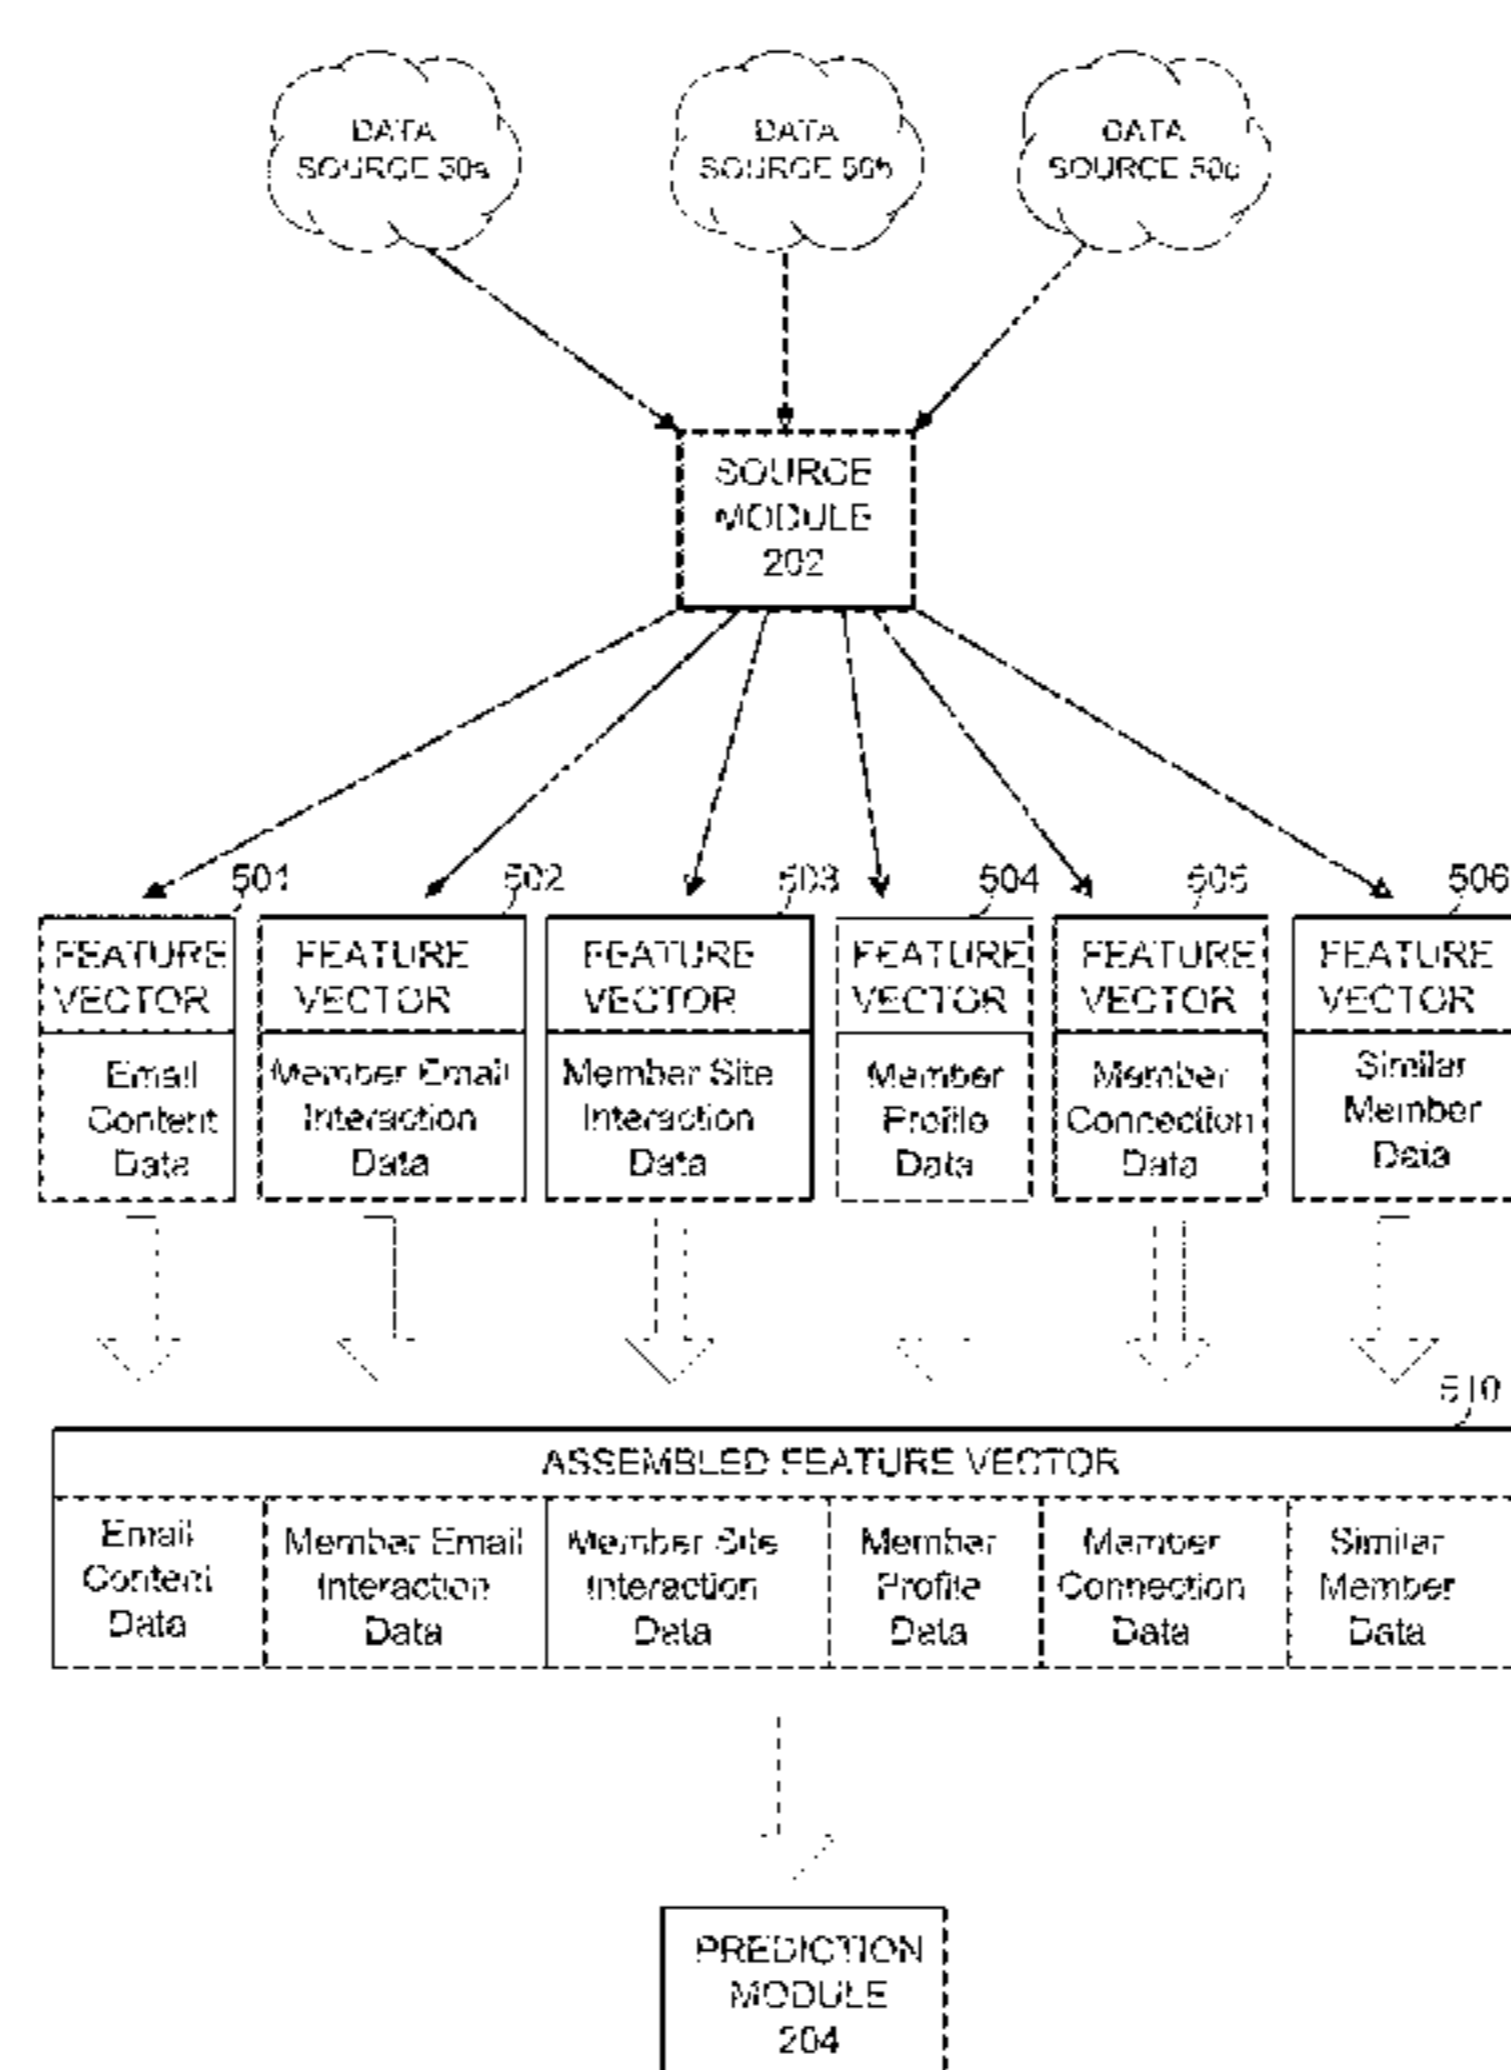 DATA
SOURCE 50a
DATA
SOURCE 50b
DATA
SOURCE 50c
SOURCE
MODULE
202
501
502
503
504
505
506
FEATURE
VECTOR
Email
Content
Data
FEATURE
VECTOR
Member Email
Interaction
Data
FEATURE
VECTOR
Member Site
Interaction
Data
FEATURE
VECTOR
Member
Profile
Data
FEATURE
VECTOR
Member
Connection
Data
FEATURE
VECTOR
Similar
Member
Data
510
ASSEMBLED FEATURE VECTOR
Email
Content
Data
Member Email
Interaction
Data
Member Site
Interaction
Data
Member
Profile
Data
Member
Connection
Data
Similar
Member
Data
PREDICTION
MODULE
204